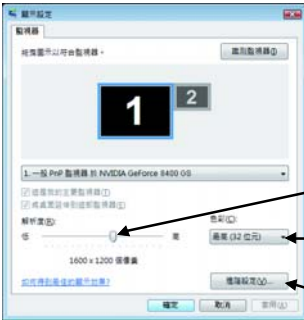 顯示設定
監視器
拖曳圖示以符合監視器。
識別監視器(I)
1
2
1. 一般 PnP 監視器 於 NVIDIA GeForce 8400 GS
這是我的主要監視器(T)
將桌面延伸到這部監視器(E)
解析度(R):
色彩(C):
低
高
最高 (32 位元)
1600 x 1200 個像素
如何得到最佳的顯示效果?
進階設定(V)...
確定
取消
套用(A)